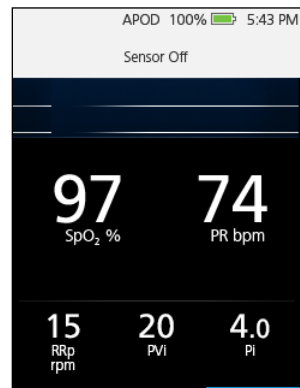 APOD 100% 5:43 PM
Sensor Off
97 74
SpO₂ % PR bpm
15 20 4.0
RRp PVi Pi
rpm